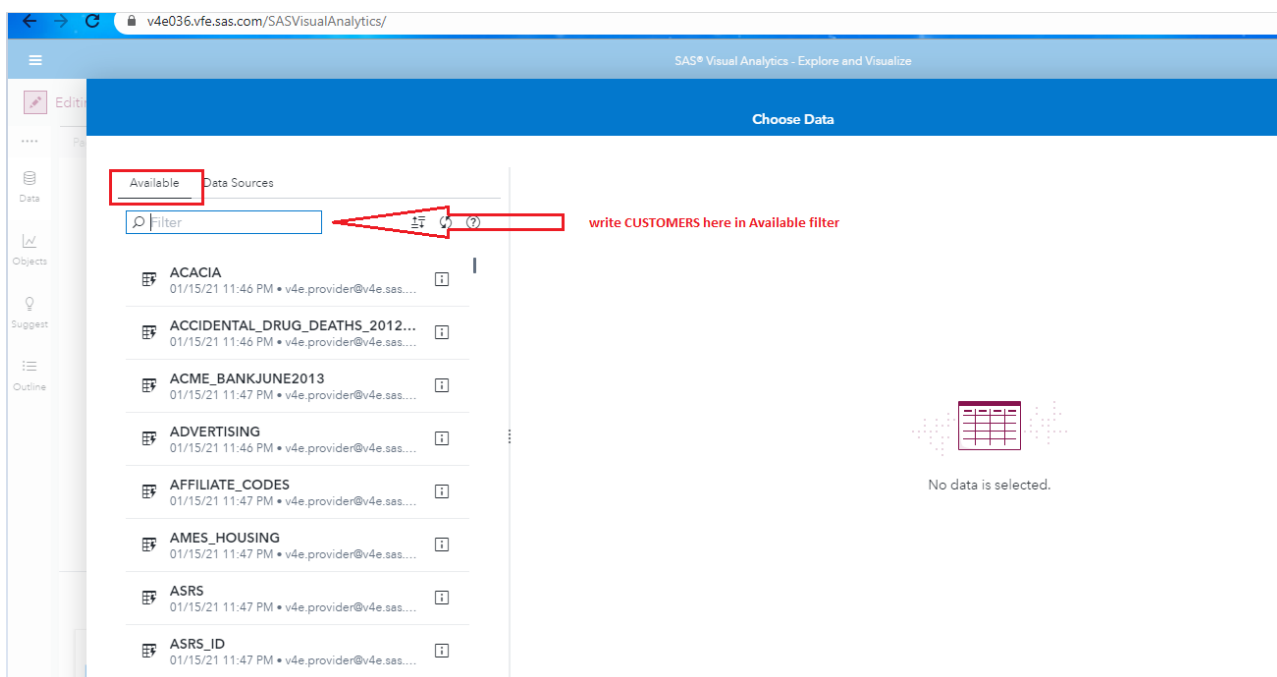 v4e036.vfe.sas.com/SASVisualAnalytics/
SAS® Visual Analytics - Explore and Visualize
Choose Data
Data
Objects
Suggest
Outline
Available Data Sources
Filter
write CUSTOMERS here in Available filter
ACACIA
01/15/21 11:46 PM • v4e.provider@v4e.sas....
ACCIDENTAL_DRUG_DEATHS_2012...
01/15/21 11:46 PM • v4e.provider@v4e.sas....
ACME_BANKJUNE2013
01/15/21 11:47 PM • v4e.provider@v4e.sas....
ADVERTISING
01/15/21 11:46 PM • v4e.provider@v4e.sas....
AFFILIATE_CODES
01/15/21 11:47 PM • v4e.provider@v4e.sas....
AMES_HOUSING
01/15/21 11:47 PM • v4e.provider@v4e.sas....
ASRS
01/15/21 11:47 PM • v4e.provider@v4e.sas....
ASRS_ID
01/15/21 11:47 PM • v4e.provider@v4e.sas....
No data is selected.